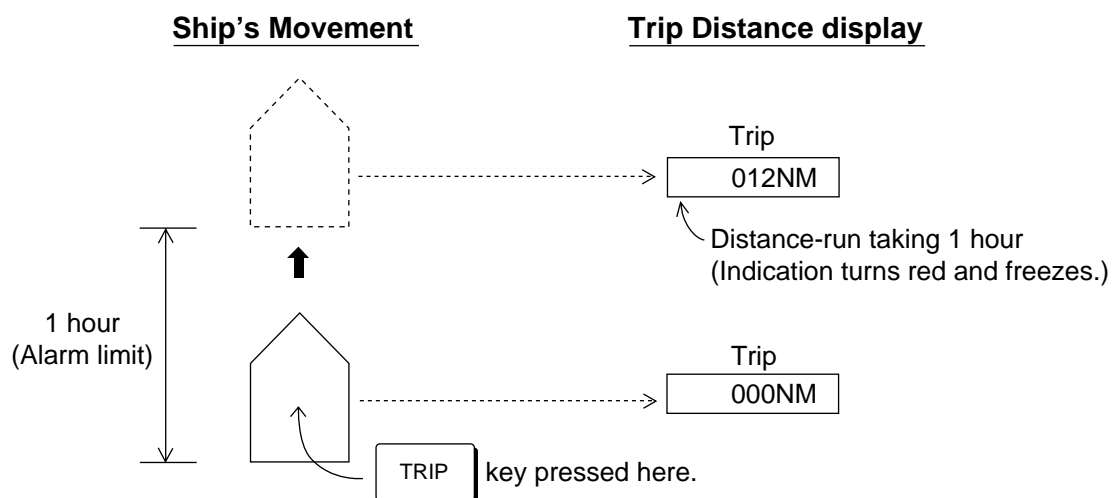 Ship's Movement
Trip Distance display
Trip
012NM
Distance-run taking 1 hour
(Indication turns red and freezes.)
1 hour
(Alarm limit)
Trip
000NM
TRIP key pressed here.